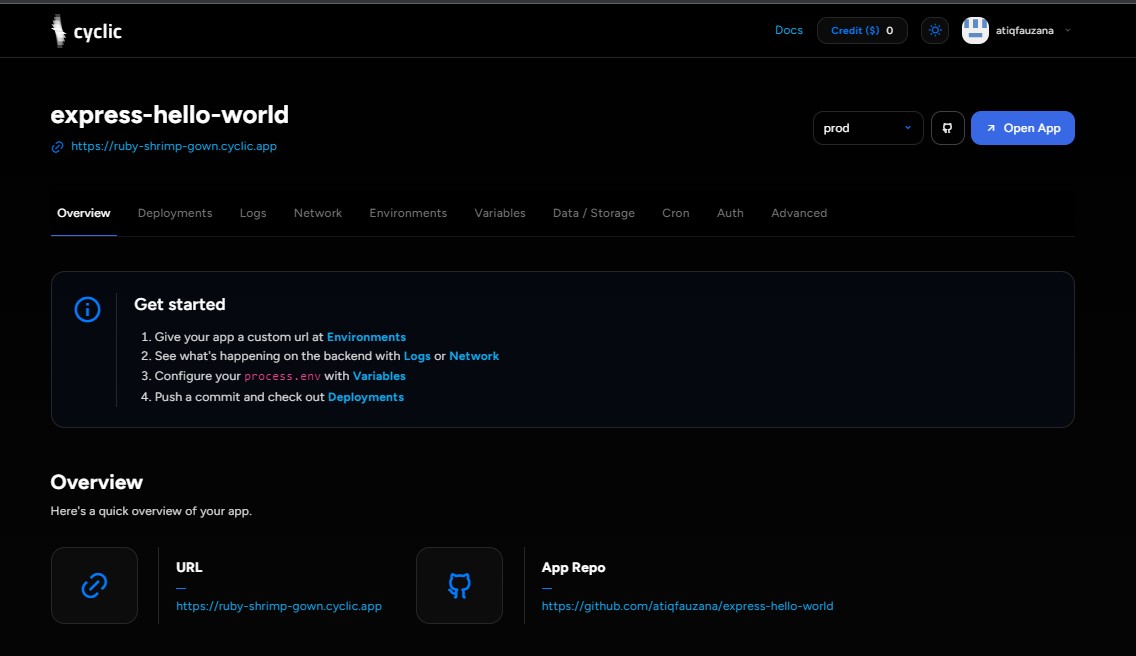 cyclic
Docs
Credit ($) 0
atiqfauzana
express-hello-world
https://ruby-shrimp-gown.cyclic.app
prod
Open App
Overview Deployments Logs Network Environments Variables Data / Storage Cron Auth Advanced
Get started
1. Give your app a custom url at Environments
2. See what's happening on the backend with Logs or Network
3. Configure your process.env with Variables
4. Push a commit and check out Deployments
Overview
Here's a quick overview of your app.
URL
https://ruby-shrimp-gown.cyclic.app
App Repo
https://github.com/atiqfauzana/express-hello-world